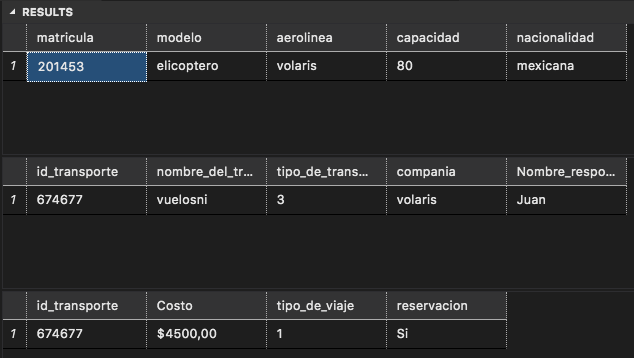 RESULTS
matricula modelo aerolinea capacidad nacionalidad
1 201453 elicoptero volaris 80 mexicana
id_transporte nombre_del_tr... tipo_de_trans... compania Nombre_respo...
1 674677 vuelosni 3 volaris Juan
id_transporte Costo tipo_de_viaje reservacion
1 674677 $4500,00 1 Si